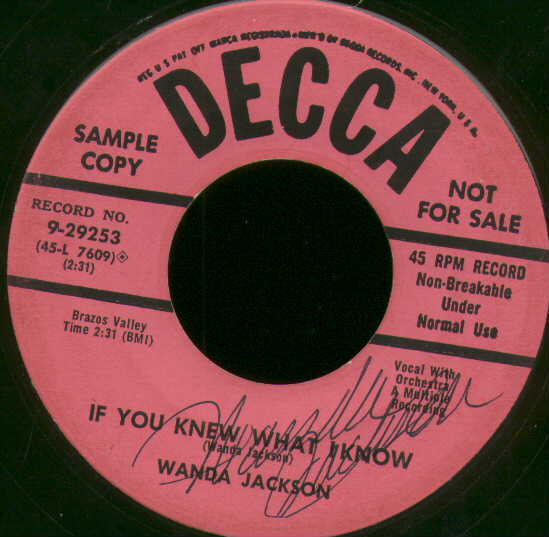 REG. U.S. PAT. OFF. MARCA REGISTRADA • MFR'D BY DECCA RECORDS, INC., NEW YORK, U.S.A.
DECCA
SAMPLE
COPY
NOT
FOR SALE
RECORD NO.
9-29253
(45-L 7609)
(2:31)
45 RPM RECORD
Non-Breakable
Under
Normal Use
Brazos Valley
Time 2:31 (BMI)
Vocal With
Orchestra
A Multiple
Recording
IF YOU KNEW WHAT I KNOW
(Wanda Jackson)
WANDA JACKSON